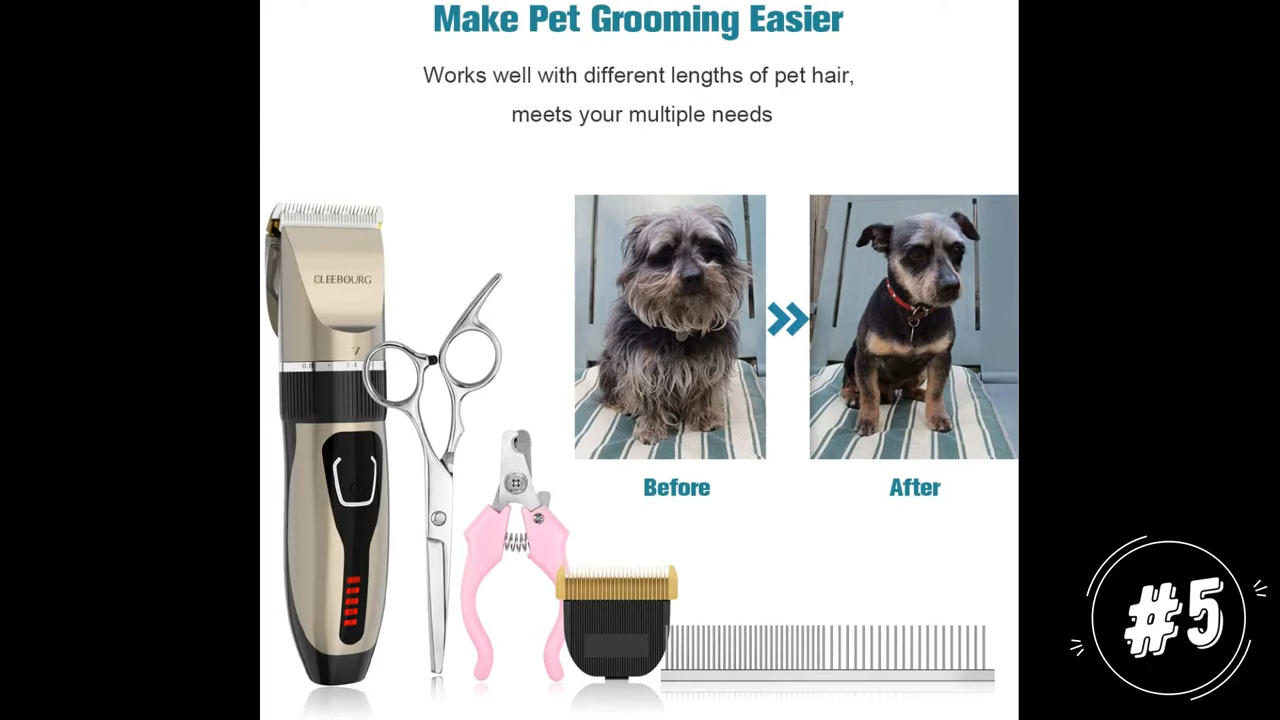 Make Pet Grooming Easier
Works well with different lengths of pet hair,
meets your multiple needs
CLEEBOURG
Before
After
#5